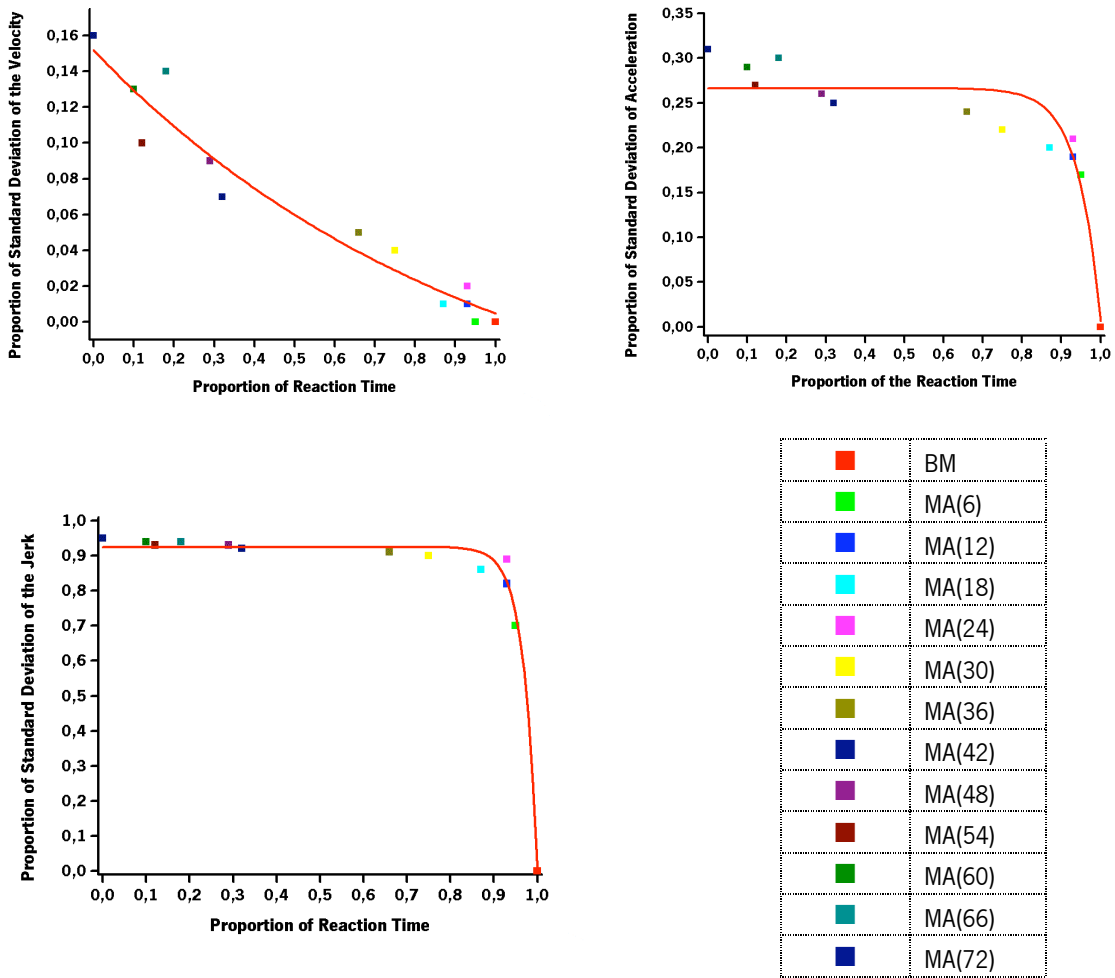 Proportion of Standard Deviation of the Velocity
0,16
0,14
0,12
0,10
0,08
0,06
0,04
0,02
0,00
0,0 0,1 0,2 0,3 0,4 0,5 0,6 0,7 0,8 0,9 1,0
Proportion of Reaction Time
Proportion of Standard Deviation of Acceleration
0,35
0,30
0,25
0,20
0,15
0,10
0,05
0,00
0,0 0,1 0,2 0,3 0,4 0,5 0,6 0,7 0,8 0,9 1,0
Proportion of the Reaction Time
Proportion of Standard Deviation of the Jerk
1,0
0,9
0,8
0,7
0,6
0,5
0,4
0,3
0,2
0,1
0,0
0,0 0,1 0,2 0,3 0,4 0,5 0,6 0,7 0,8 0,9 1,0
Proportion of Reaction Time
BM
MA(6)
MA(12)
MA(18)
MA(24)
MA(30)
MA(36)
MA(42)
MA(48)
MA(54)
MA(60)
MA(66)
MA(72)